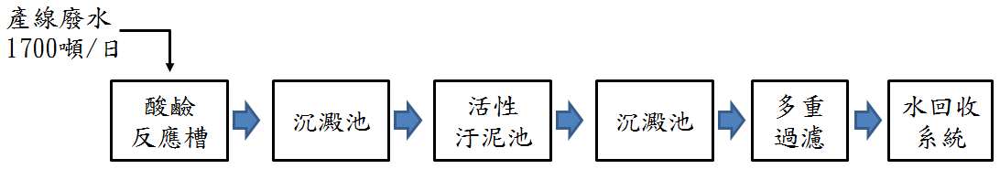 產線廢水
1700噸/日
酸鹼
反應槽
沉澱池
活性
汙泥池
沉澱池
多重
過濾
水回收
系統